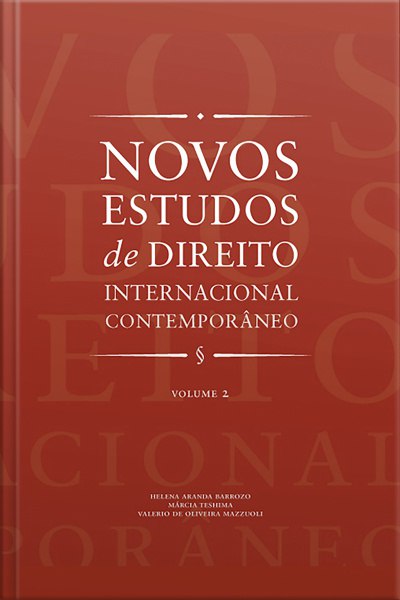 NOVOS
ESTUDOS
de DIREITO
INTERNACIONAL
CONTEMPORÂNEO
§
VOLUME 2
HELENA ARANDA BARROZO
MÁRCIA TESHIMA
VALERIO DE OLIVEIRA MAZZUOLI